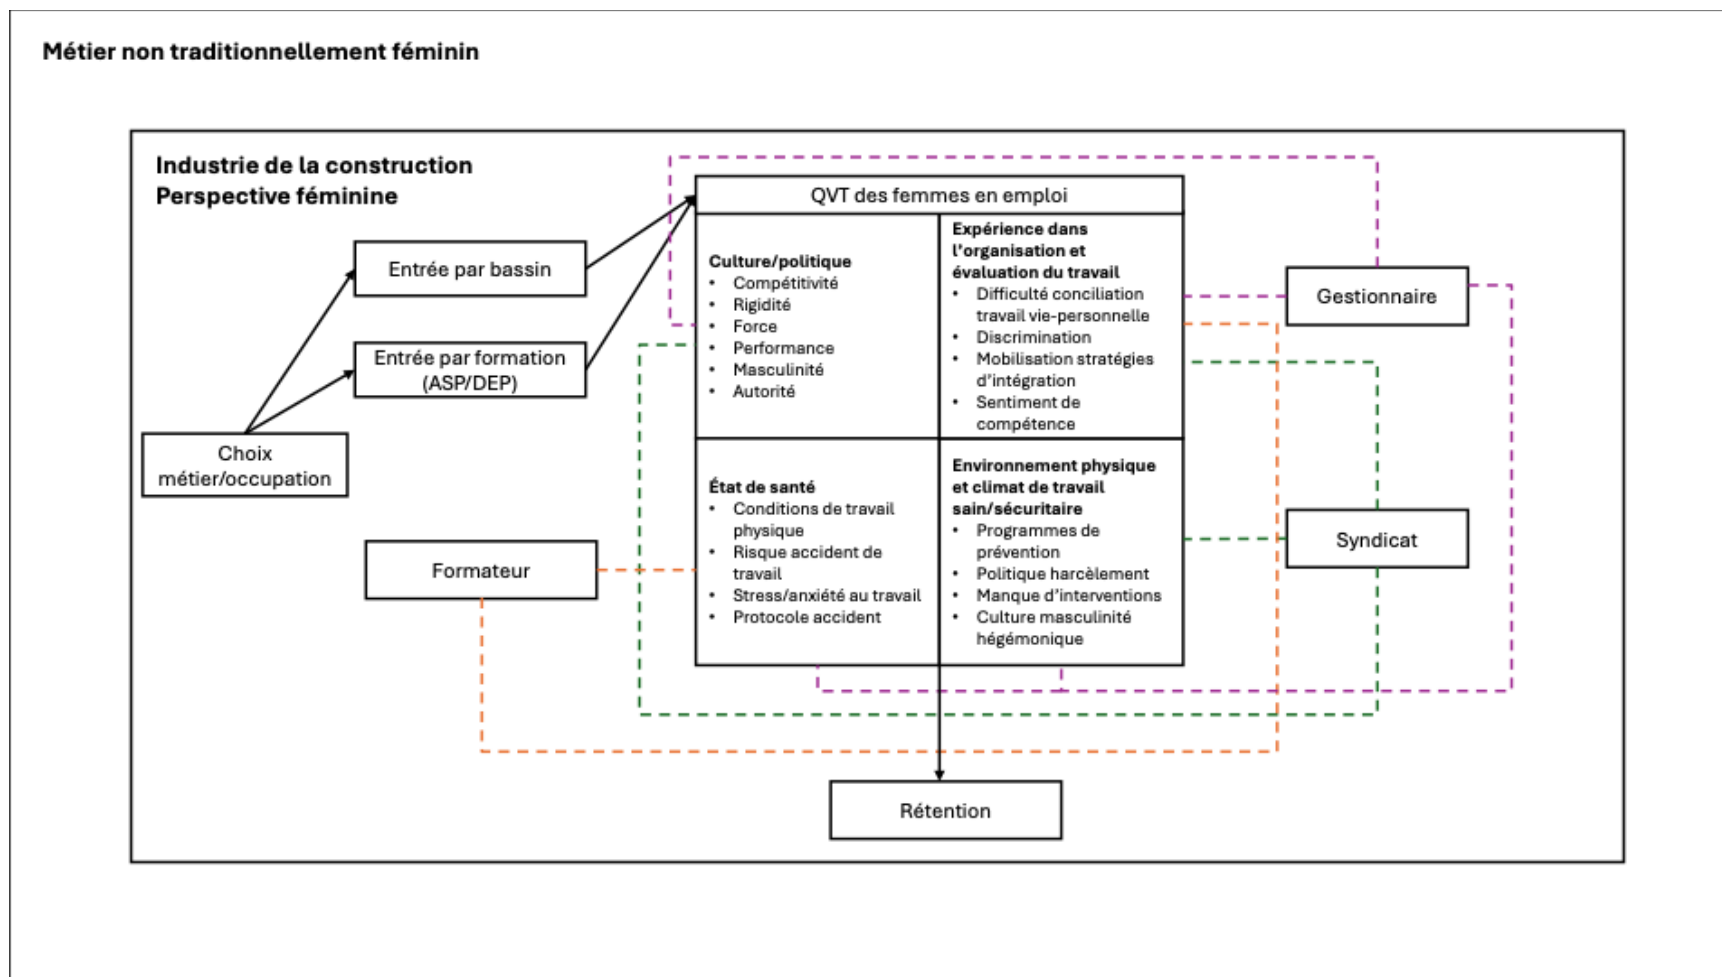 Métier non traditionnellement féminin
Industrie de la construction
Perspective féminine
Entrée par bassin
Entrée par formation
(ASP/DEP)
Choix
métier/occupation
Formateur
QVT des femmes en emploi
Culture/politique
• Compétitivité
• Rigidité
• Force
• Performance
• Masculinité
• Autorité
Expérience dans
l'organisation et
évaluation du travail
• Difficulté conciliation
travail vie-personnelle
• Discrimination
• Mobilisation stratégies
d'intégration
• Sentiment de
compétence
État de santé
• Conditions de travail
physique
• Risque accident de
travail
• Stress/anxiété au travail
• Protocole accident
Environnement physique
et climat de travail
sain/sécuritaire
• Programmes de
prévention
• Politique harcèlement
• Manque d'interventions
• Culture masculinité
hégémonique
Gestionnaire
Syndicat
Rétention